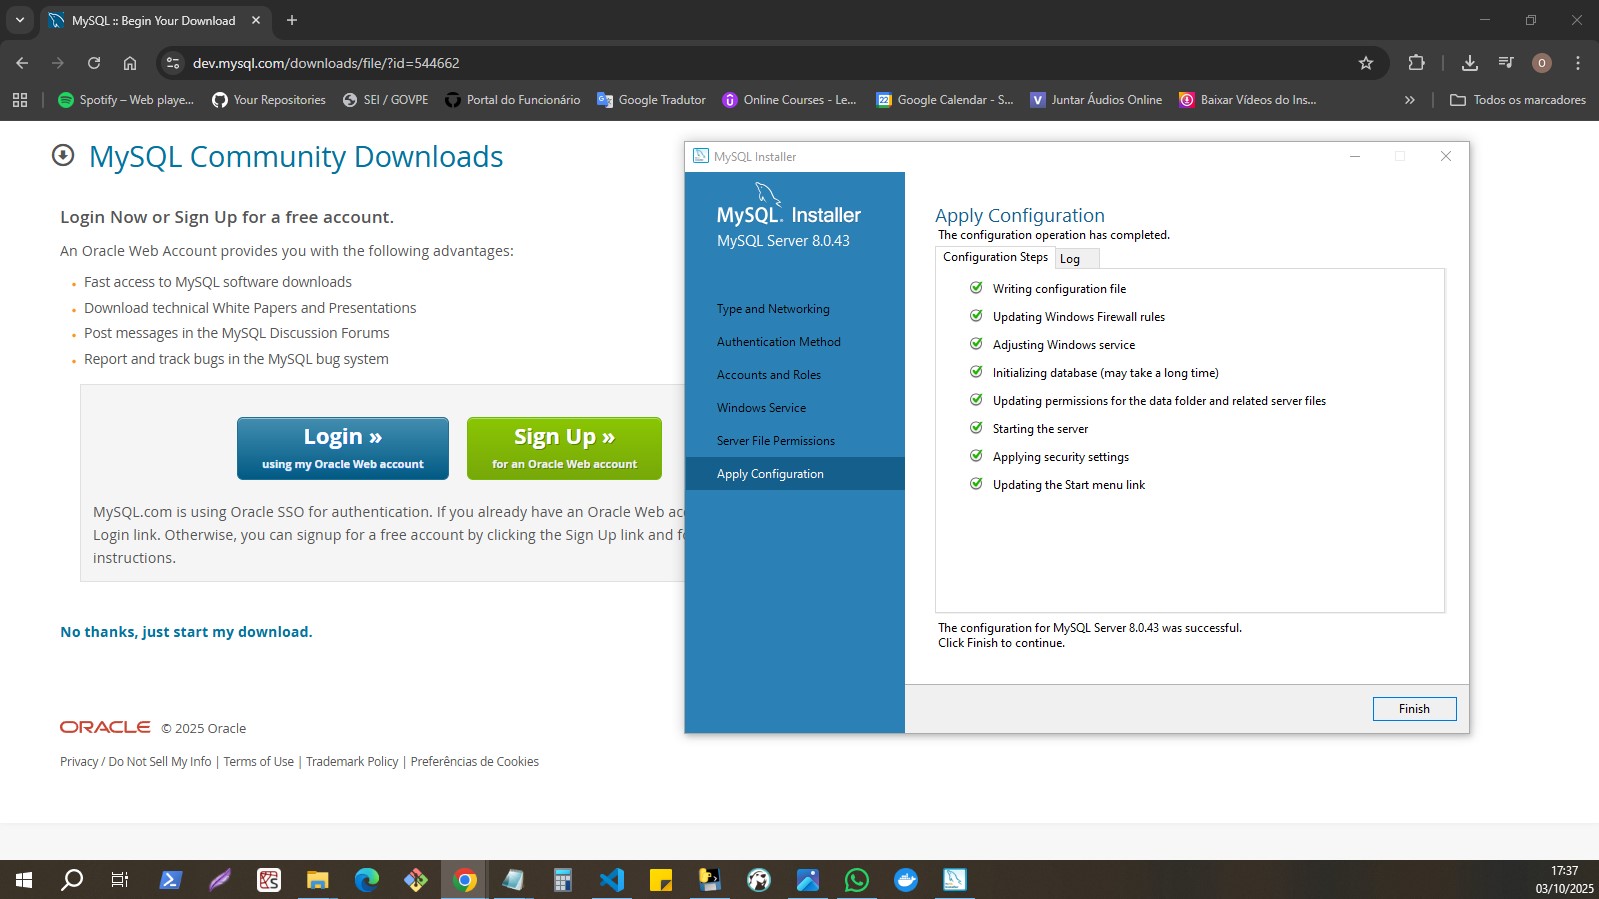 MySQL :: Begin Your Download
dev.mysql.com/downloads/file/?id=544662
O
Spotify – Web playe...
Your Repositories
SEI / GOVPE
Portal do Funcionário
Google Tradutor
Online Courses - Le...
Google Calendar - S...
Juntar Áudios Online
Baixar Vídeos do Ins...
Todos os marcadores
MySQL Community Downloads
Login Now or Sign Up for a free account.
An Oracle Web Account provides you with the following advantages:
Fast access to MySQL software downloads
Download technical White Papers and Presentations
Post messages in the MySQL Discussion Forums
Report and track bugs in the MySQL bug system
Login »
using my Oracle Web account
Sign Up »
for an Oracle Web account
MySQL.com is using Oracle SSO for authentication. If you already have an Oracle Web
Login link. Otherwise, you can signup for a free account by clicking the Sign Up link and
instructions.
No thanks, just start my download.
ORACLE © 2025 Oracle
Privacy / Do Not Sell My Info | Terms of Use | Trademark Policy | Preferências de Cookies
MySQL Installer
MySQL. Installer
MySQL Server 8.0.43
Type and Networking
Authentication Method
Accounts and Roles
Windows Service
Server File Permissions
Apply Configuration
Apply Configuration
The configuration operation has completed.
Configuration Steps
Log
Writing configuration file
Updating Windows Firewall rules
Adjusting Windows service
Initializing database (may take a long time)
Updating permissions for the data folder and related server files
Starting the server
Applying security settings
Updating the Start menu link
The configuration for MySQL Server 8.0.43 was successful.
Click Finish to continue.
Finish
17:37
03/10/2025